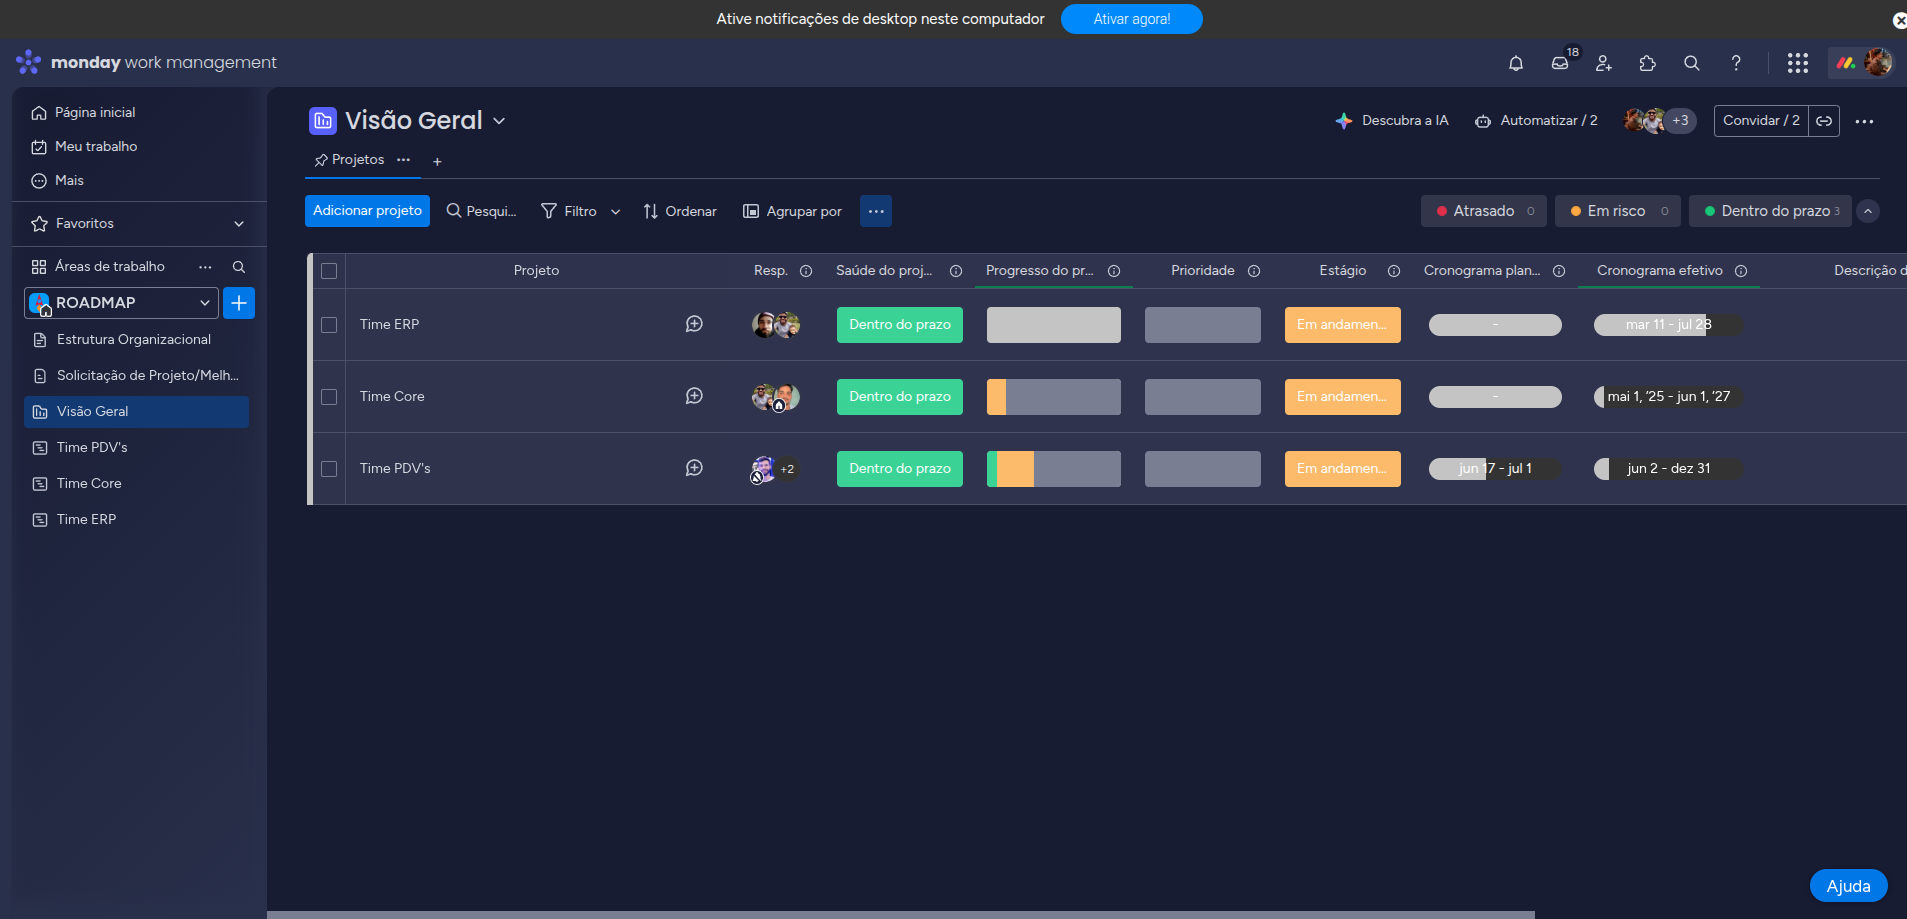 Ative notificações de desktop neste computador Ativar agora!
monday work management
18
Página inicial
Meu trabalho
Mais
Favoritos
Áreas de trabalho
ROADMAP
Estrutura Organizacional
Solicitação de Projeto/Melh...
Visão Geral
Time PDV's
Time Core
Time ERP
Visão Geral
Descubra a IA Automatizar / 2 +3 Convidar / 2
Projetos
Adicionar projeto Pesqui... Filtro Ordenar Agrupar por
Atrasado 0 Em risco 0 Dentro do prazo 3
Projeto Resp. Saúde do proj... Progresso do pr... Prioridade Estágio Cronograma plan... Cronograma efetivo Descrição d
Time ERP Dentro do prazo Em andamen... - mar 11 - jul 28
Time Core Dentro do prazo Em andamen... - mai 1, '25 - jun 1, '27
Time PDV's +2 Dentro do prazo Em andamen... jun 17 - jul 1 jun 2 - dez 31
Ajuda